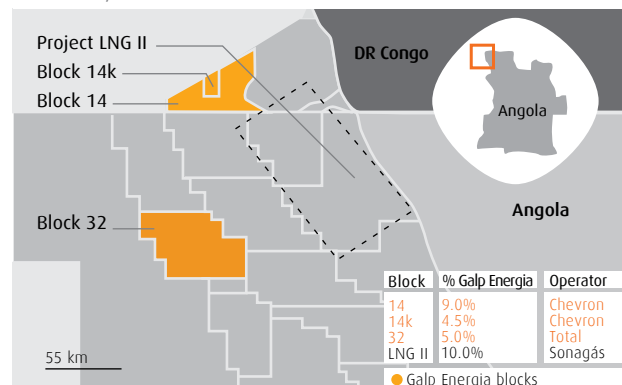 Project LNG II
Block 14k
Block 14
DR Congo
Angola
Angola
Block 32
Block % Galp Energia Operator
14 9.0% Chevron
14k 4.5% Chevron
32 5.0% Total
LNG II 10.0% Sonagás
55 km
Galp Energia blocks